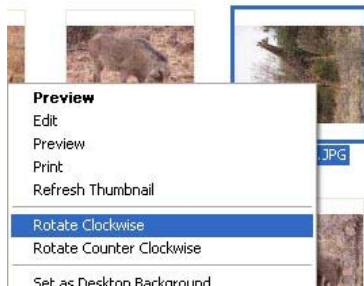 Preview
Edit
Preview
.JPG
Print
Refresh Thumbnail
Rotate Clockwise
Rotate Counter Clockwise
Set as Desktop Background